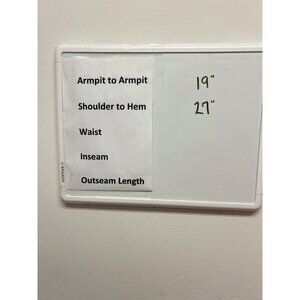 Armpit to Armpit 19"
Shoulder to Hem 27"
Waist
Inseam
Outseam Length